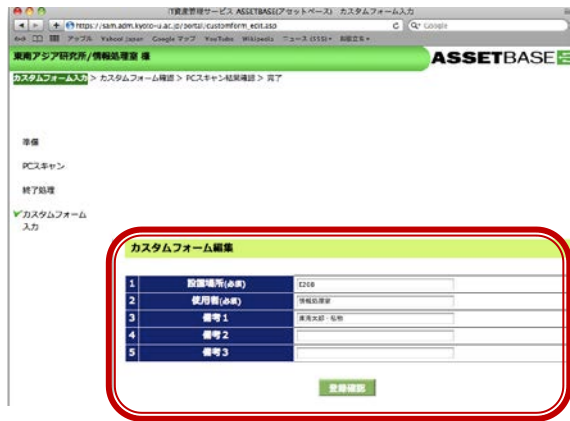 IT資産管理サービス ASSETBASE(アセットベース) カスタムフォーム入力
https://sam.adm.kyoto-u.ac.jp/portal/customform_edit.asp
Google
アップル Yahoo! Japan Google マップ YouTube Wikipedia ニュース (555)
東南アジア研究所/情報処理室 様
ASSETBASE
カスタムフォーム入力 > カスタムフォーム確認 > PCスキャン結果確認 > 完了
準備
PCスキャン
終了処理
カスタムフォーム
入力
カスタムフォーム編集
1 設置場所(必須) E208
2 使用者(必須) 情報処理室
3 備考1 東南太郎・私物
4 備考2
5 備考3
登録確認